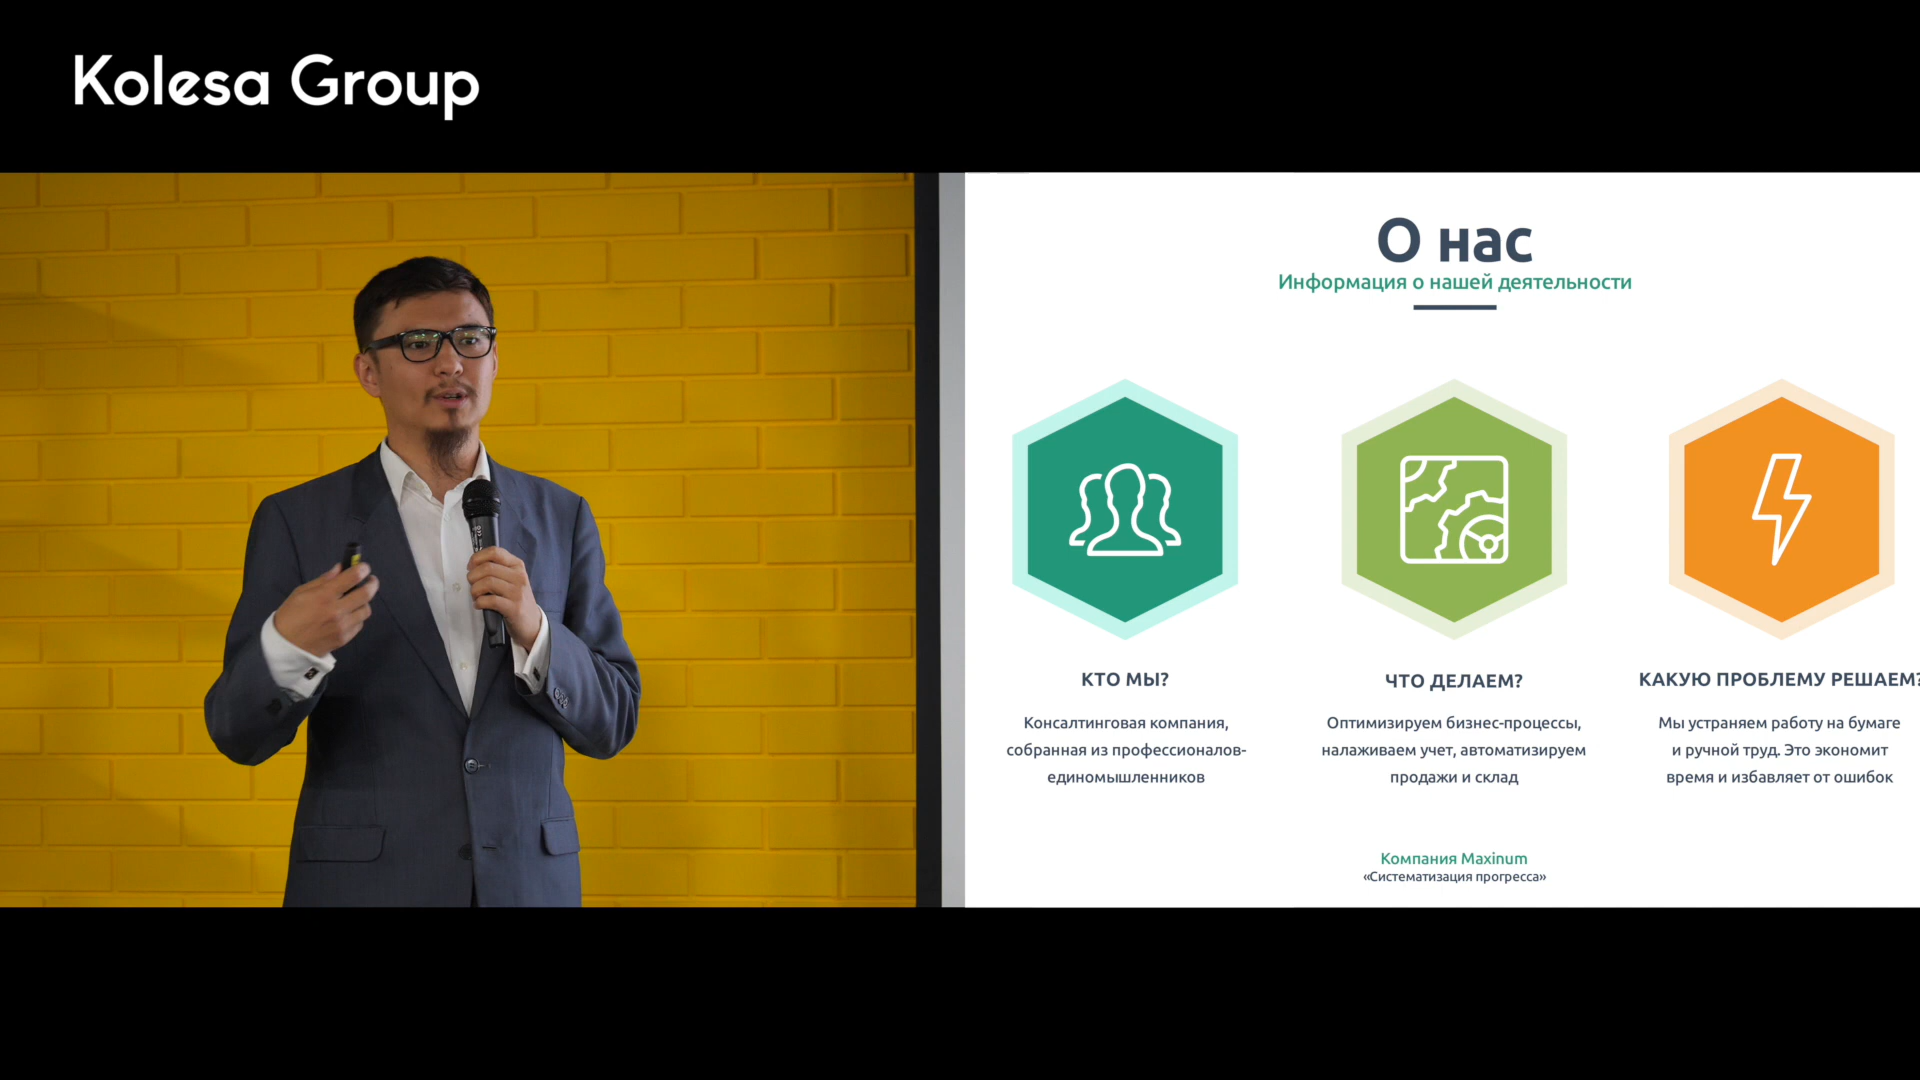 Kolesa Group
О нас
Информация о нашей деятельности
КТО МЫ?
Консалтинговая компания,
собранная из профессионалов-
единомышленников
ЧТО ДЕЛАЕМ?
Оптимизируем бизнес-процессы,
налаживаем учет, автоматизируем
продажи и склад
КАКУЮ ПРОБЛЕМУ РЕШАЕМ?
Мы устраняем работу на бумаге
и ручной труд. Это экономит
время и избавляет от ошибок
Компания Maxinum
«Систематизация прогресса»